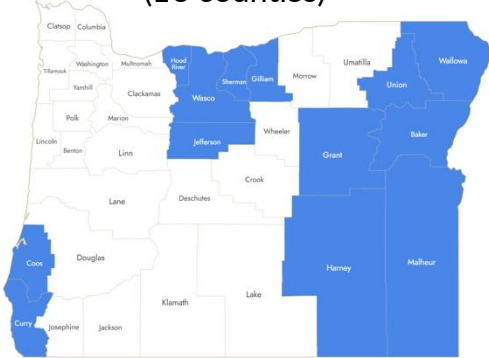 counties)
Clatsop Columbia
Tillamook Washington Multnomah Hood River Sherman Gilliam Morrow Umatilla Union Wallowa
Yamhill Clackamas Wasco
Polk Marion Wheeler Baker
Lincoln Benton Linn Jefferson Grant
Crook
Lane Deschutes
Coos Douglas Harney Malheur
Klamath Lake
Curry Josephine Jackson